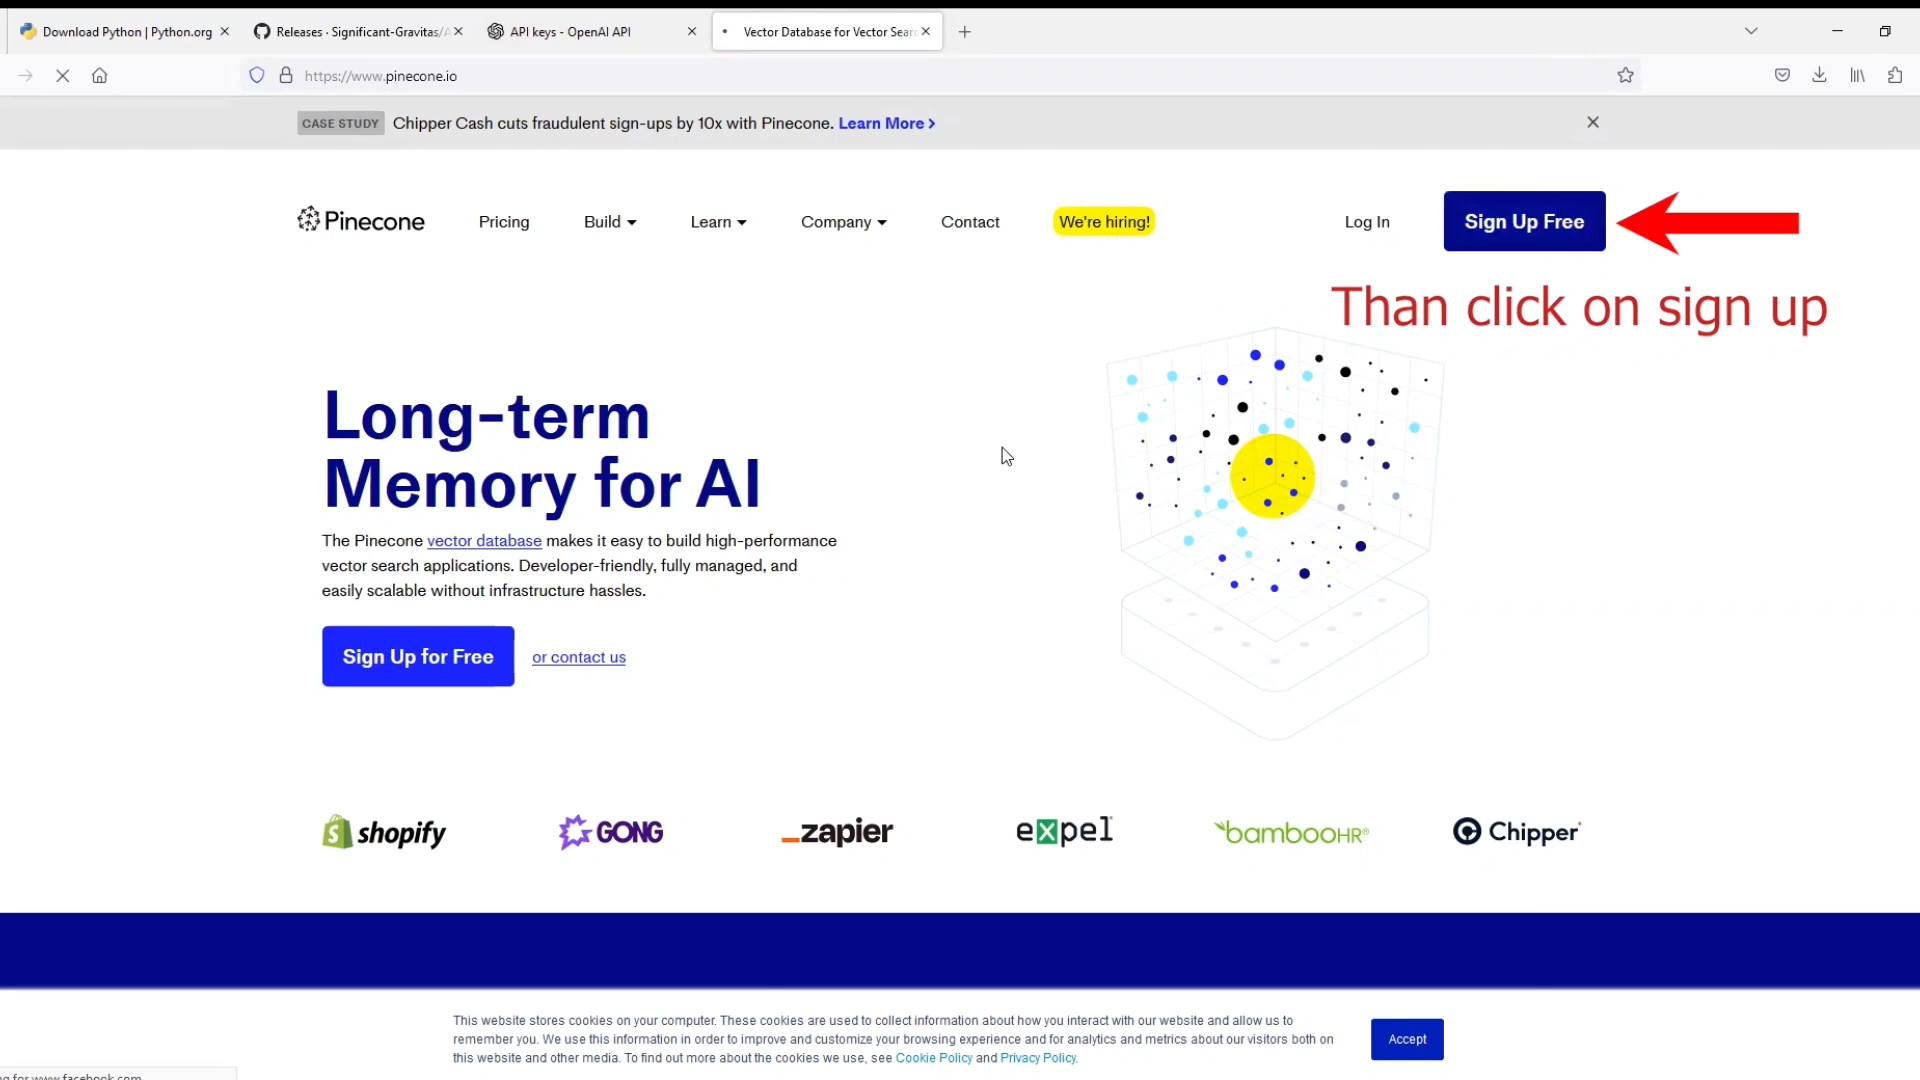 Download Python | Python.org
Releases · Significant-Gravitas/A
API keys - OpenAI API
Vector Database for Vector Sear
https://www.pinecone.io
CASE STUDY Chipper Cash cuts fraudulent sign-ups by 10x with Pinecone. Learn More >
Pinecone
Pricing
Build
Learn
Company
Contact
We're hiring!
Log In
Sign Up Free
Than click on sign up
Long-term
Memory for AI
The Pinecone vector database makes it easy to build high-performance
vector search applications. Developer-friendly, fully managed, and
easily scalable without infrastructure hassles.
Sign Up for Free
or contact us
shopify
GONG
zapier
expel
bambooHR®
Chipper
This website stores cookies on your computer. These cookies are used to collect information about how you interact with our website and allow us to
remember you. We use this information in order to improve and customize your browsing experience and for analytics and metrics about our visitors both on
this website and other media. To find out more about the cookies we use, see Cookie Policy and Privacy Policy.
Accept
for www.facebook.com